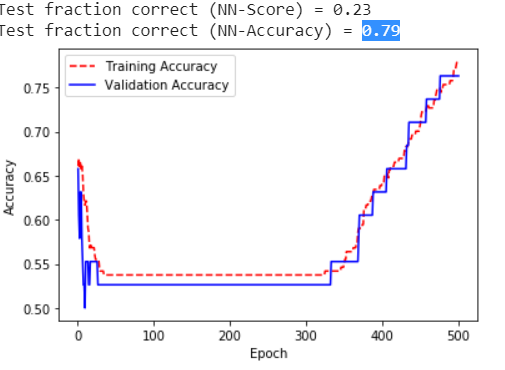 Test fraction correct (NN-Score) = 0.23
Test fraction correct (NN-Accuracy) = 0.79
Training Accuracy
Validation Accuracy
Accuracy
0.75
0.70
0.65
0.60
0.55
0.50
0 100 200 300 400 500
Epoch